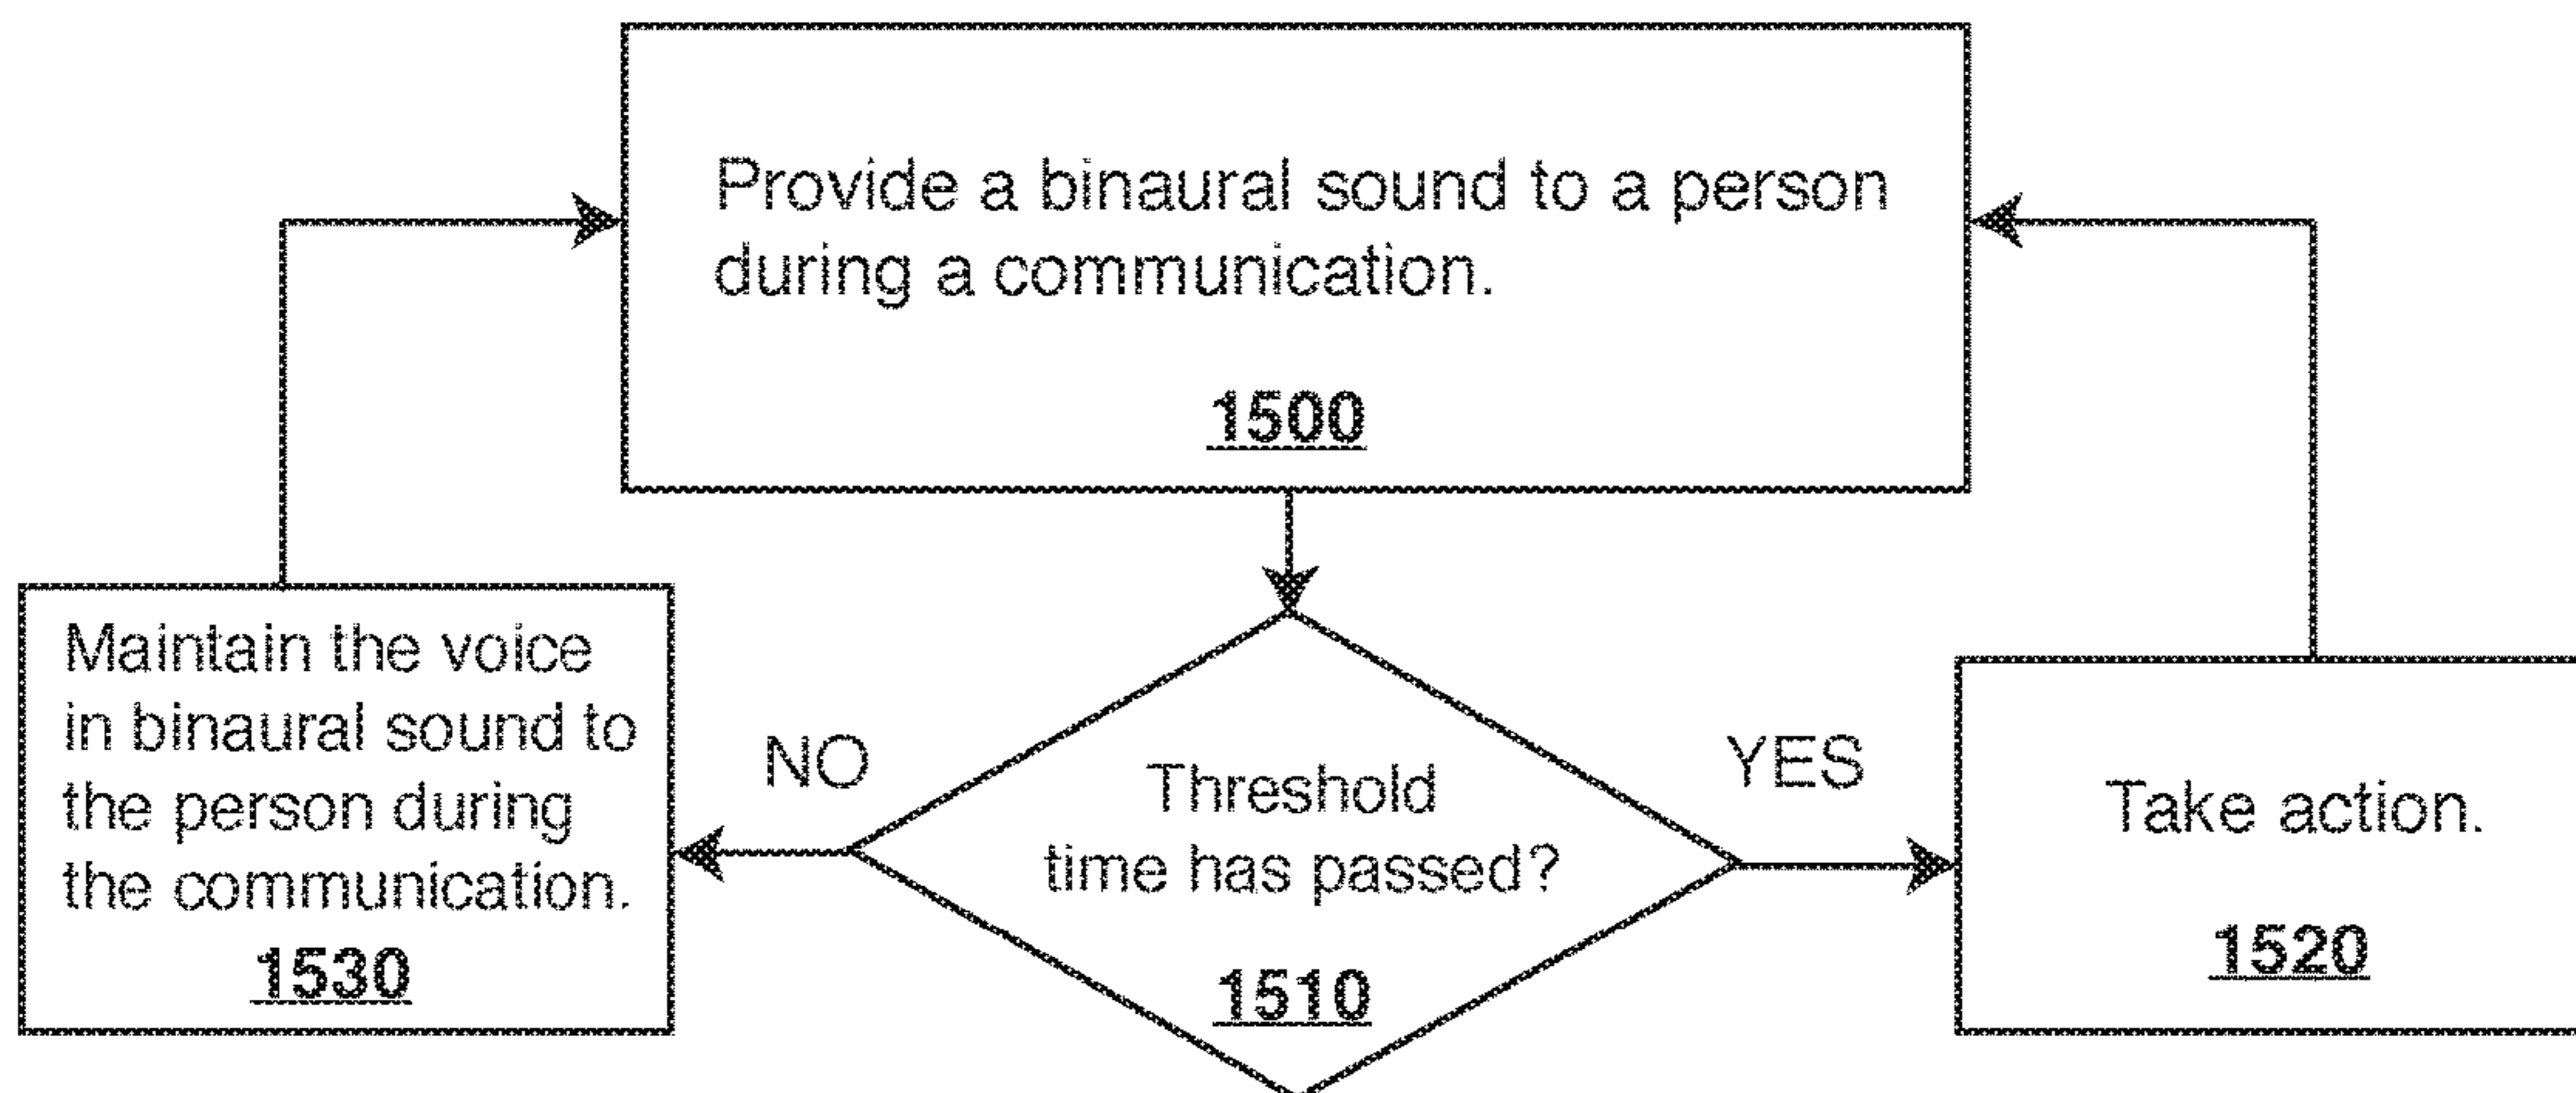 Provide a binaural sound to a person
during a communication.
1500
Maintain the voice
in binaural sound to
the person during
the communication.
1530
NO
Threshold
time has passed?
1510
YES
Take action.
1520